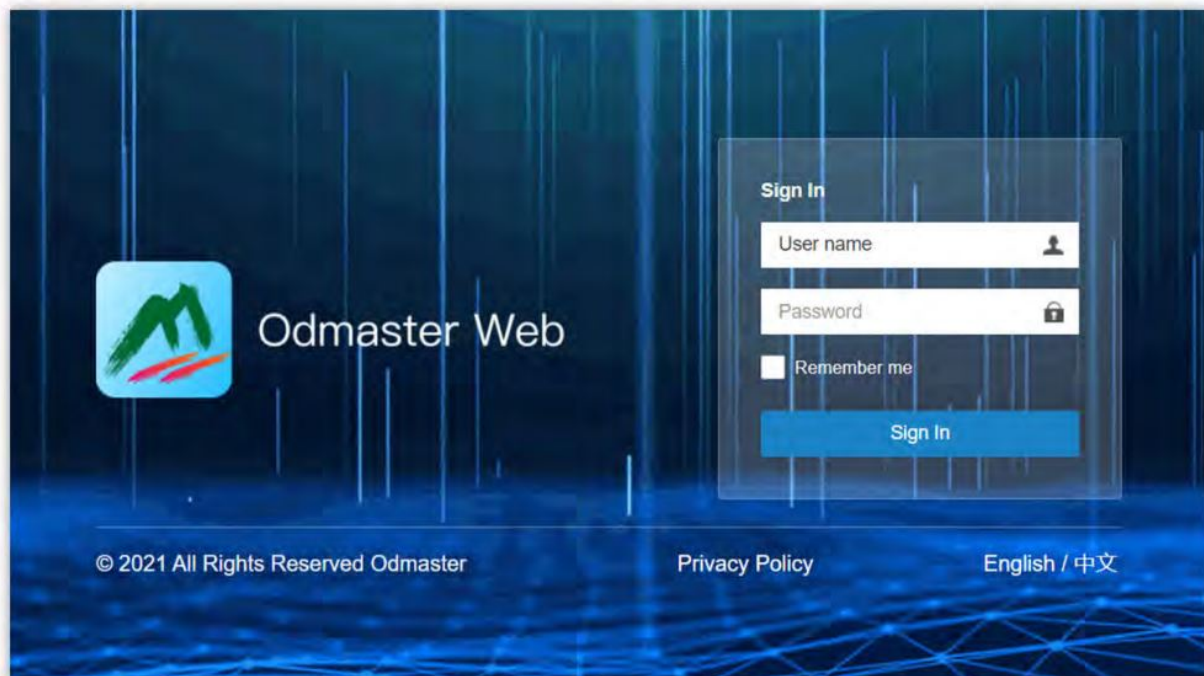 Sign In
User name
Password
Remember me
Sign In
Odmaster Web
© 2021 All Rights Reserved Odmaster
Privacy Policy
English / 中文